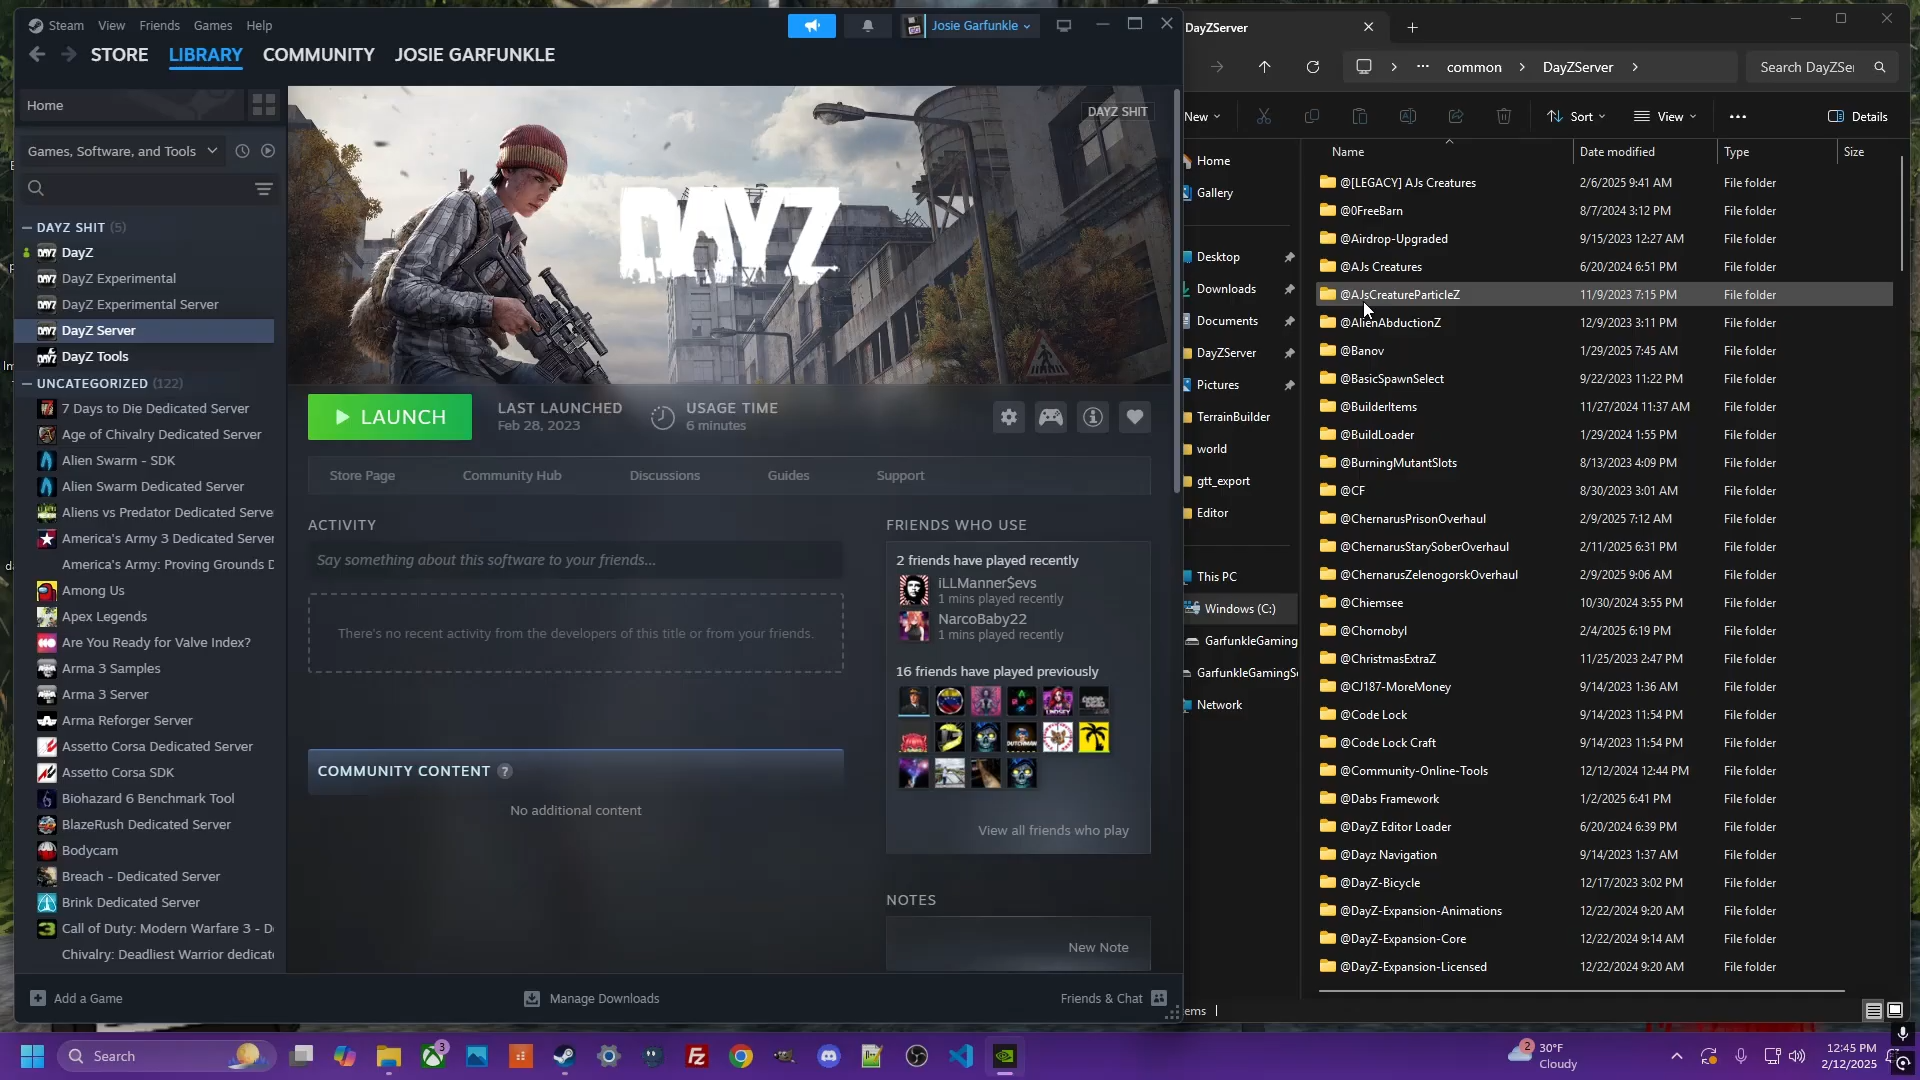 Steam View Friends Games Help
Josie Garfunkle
STORE LIBRARY COMMUNITY JOSIE GARFUNKLE
Home
Games, Software, and Tools
DAYZ SHIT (5)
DayZ
DayZ Experimental
DayZ Experimental Server
DayZ Server
DayZ Tools
UNCATEGORIZED (122)
7 Days to Die Dedicated Server
Age of Chivalry Dedicated Server
Alien Swarm - SDK
Alien Swarm Dedicated Server
Aliens vs Predator Dedicated Serve
America's Army 3 Dedicated Server
America's Army: Proving Grounds D
Among Us
Apex Legends
Are You Ready for Valve Index?
Arma 3 Samples
Arma 3 Server
Arma Reforger Server
Assetto Corsa Dedicated Server
Assetto Corsa SDK
Biohazard 6 Benchmark Tool
BlazeRush Dedicated Server
Bodycam
Breach - Dedicated Server
Brink Dedicated Server
Call of Duty: Modern Warfare 3 - D
Chivalry: Deadliest Warrior dedicat
Add a Game
DAYZ SHIT
DAYZ
LAUNCH
LAST LAUNCHED
Feb 28, 2023
USAGE TIME
6 minutes
Store Page Community Hub Discussions Guides Support
ACTIVITY
Say something about this software to your friends...
There's no recent activity from the developers of this title or from your friends.
COMMUNITY CONTENT ?
No additional content
FRIENDS WHO USE
2 friends have played recently
iLLManner$evs
1 mins played recently
NarcoBaby22
1 mins played recently
16 friends have played previously
View all friends who play
NOTES
New Note
Manage Downloads
Friends & Chat
DayZServer
common DayZServer
Search DayZSe
New Sort View Details
Home
Gallery
Desktop
Downloads
Documents
DayZServer
Pictures
TerrainBuilder
world
gtt_export
Editor
This PC
Windows (C:)
GarfunkleGaming
GarfunkleGamingS
Network
Name Date modified Type Size
@[LEGACY] AJs Creatures 2/6/2025 9:41 AM File folder
@0FreeBarn 8/7/2024 3:12 PM File folder
@Airdrop-Upgraded 9/15/2023 12:27 AM File folder
@AJs Creatures 6/20/2024 6:51 PM File folder
@AJsCreatureParticleZ 11/9/2023 7:15 PM File folder
@AlienAbductionZ 12/9/2023 3:11 PM File folder
@Banov 1/29/2025 7:45 AM File folder
@BasicSpawnSelect 9/22/2023 11:22 PM File folder
@BuilderItems 11/27/2024 11:37 AM File folder
@BuildLoader 1/29/2024 1:55 PM File folder
@BurningMutantSlots 8/13/2023 4:09 PM File folder
@CF 8/30/2023 3:01 AM File folder
@ChernarusPrisonOverhaul 2/9/2025 7:12 AM File folder
@ChernarusStarySoberOverhaul 2/11/2025 6:31 PM File folder
@ChernarusZelenogorskOverhaul 2/9/2025 9:06 AM File folder
@Chiemsee 10/30/2024 3:55 PM File folder
@Chornobyl 2/4/2025 6:19 PM File folder
@ChristmasExtraZ 11/25/2023 2:47 PM File folder
@CJ187-MoreMoney 9/14/2023 1:36 AM File folder
@Code Lock 9/14/2023 11:54 PM File folder
@Code Lock Craft 9/14/2023 11:54 PM File folder
@Community-Online-Tools 12/12/2024 12:44 PM File folder
@Dabs Framework 1/2/2025 6:41 PM File folder
@DayZ Editor Loader 6/20/2024 6:39 PM File folder
@Dayz Navigation 9/14/2023 1:37 AM File folder
@DayZ-Bicycle 12/17/2023 3:02 PM File folder
@DayZ-Expansion-Animations 12/22/2024 9:20 AM File folder
@DayZ-Expansion-Core 12/22/2024 9:14 AM File folder
@DayZ-Expansion-Licensed 12/22/2024 9:20 AM File folder
ems
Search
3
2
30°F
Cloudy
12:45 PM
2/12/2025